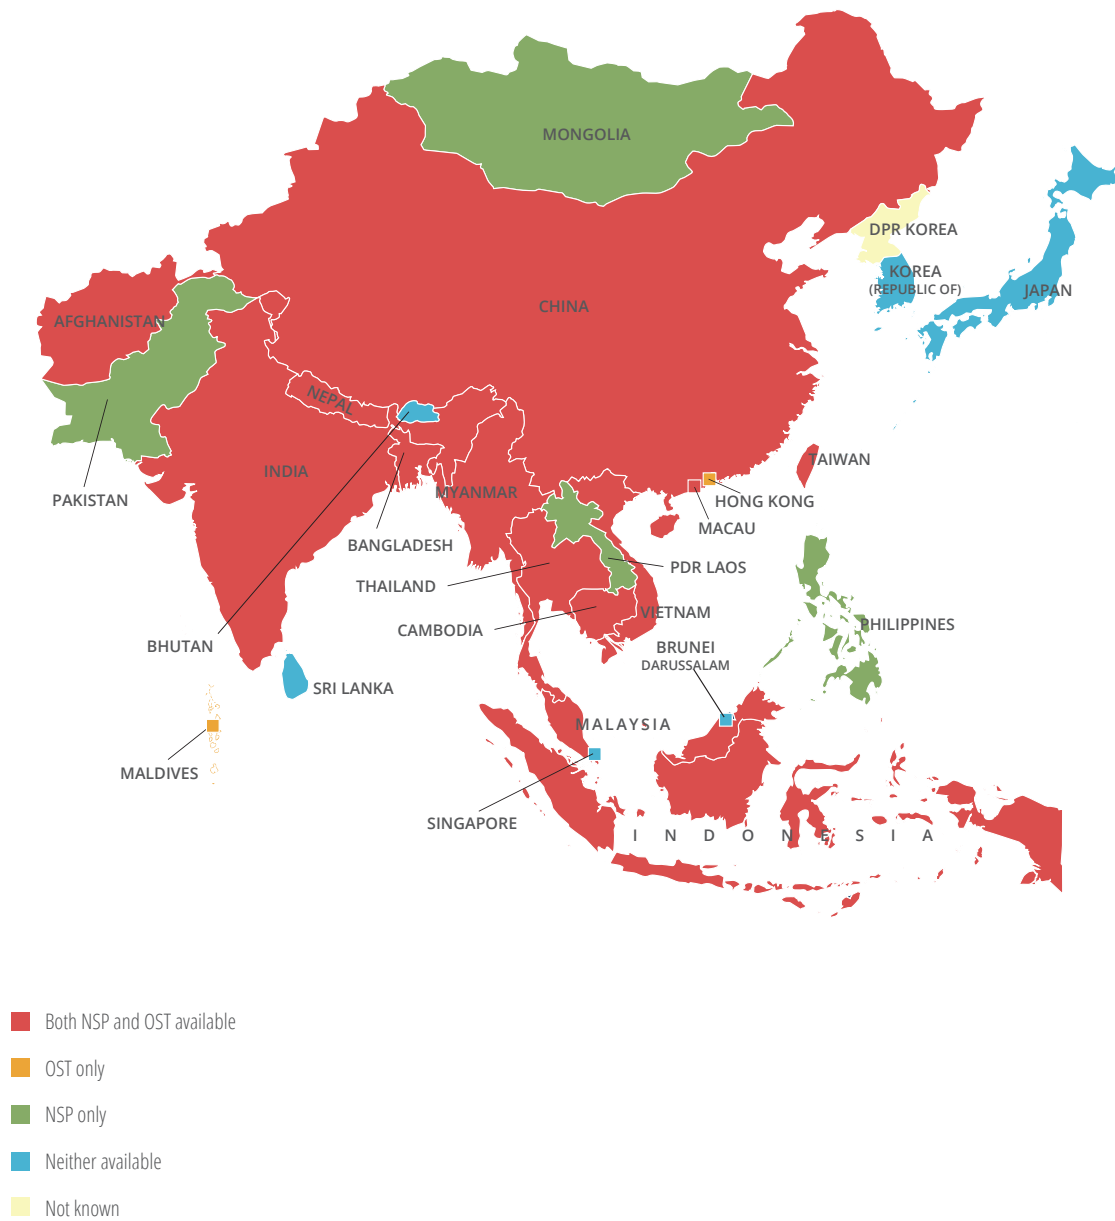 MONGOLIA
DPR KOREA
KOREA
(REPUBLIC OF)
JAPAN
CHINA
AFGHANISTAN
NEPAL
TAIWAN
INDIA
MYANMAR
PAKISTAN
HONG KONG
MACAU
BANGLADESH
PDR LAOS
THAILAND
VIETNAM
CAMBODIA
PHILIPPINES
BHUTAN
BRUNEI
DARUSSALAM
SRI LANKA
MALAYSIA
MALDIVES
SINGAPORE
INDONESIA
Both NSP and OST available
OST only
NSP only
Neither available
Not known